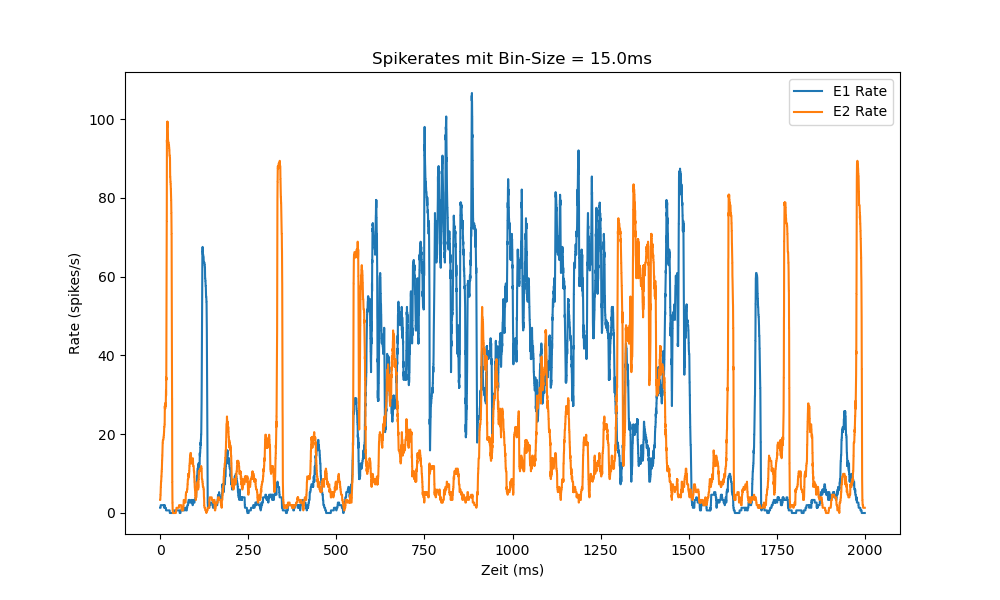 Spikerates mit Bin-Size = 15.0ms
E1 Rate
E2 Rate
Rate (spikes/s)
100
80
60
40
20
0
0 250 500 750 1000 1250 1500 1750 2000
Zeit (ms)